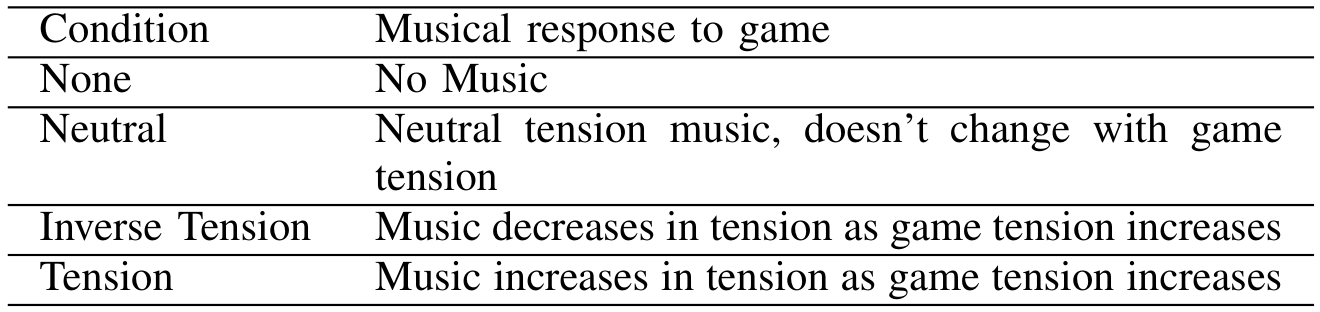 Condition Musical response to game
None No Music
Neutral Neutral tension music, doesn't change with game
tension
Inverse Tension Music decreases in tension as game tension increases
Tension Music increases in tension as game tension increases